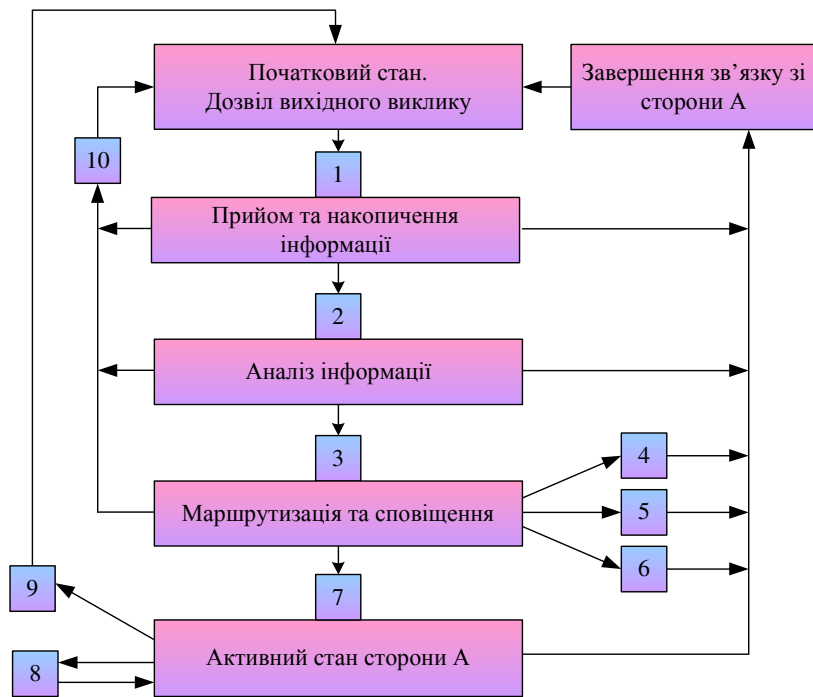 Початковий стан.
Дозвіл вихідного виклику
Завершення зв’язку зі
сторони А
10
1
Прийом та накопичення
інформації
2
Аналіз інформації
3
4
Маршрутизація та сповіщення
5
6
9
7
Активний стан сторони А
8